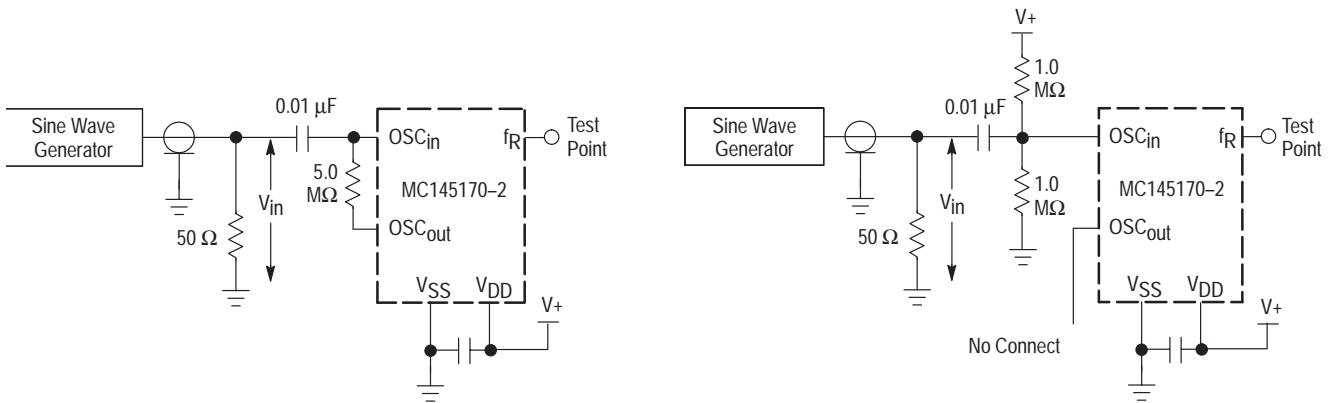 Sine Wave
Generator
0.01 μF
50 Ω
Vin
5.0
MΩ
OSCin
fR
Test
Point
MC145170–2
OSCout
VSS
VDD
V+
Sine Wave
Generator
0.01 μF
V+
1.0
MΩ
1.0
MΩ
50 Ω
Vin
OSCin
fR
Test
Point
MC145170–2
OSCout
VSS
VDD
V+
No Connect